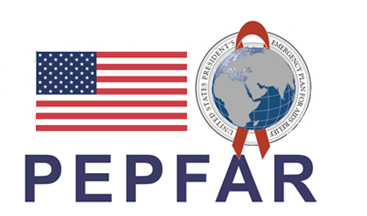 UNITED STATES PRESIDENT'S
EMERGENCY PLAN FOR AIDS RELIEF
PEPFAR